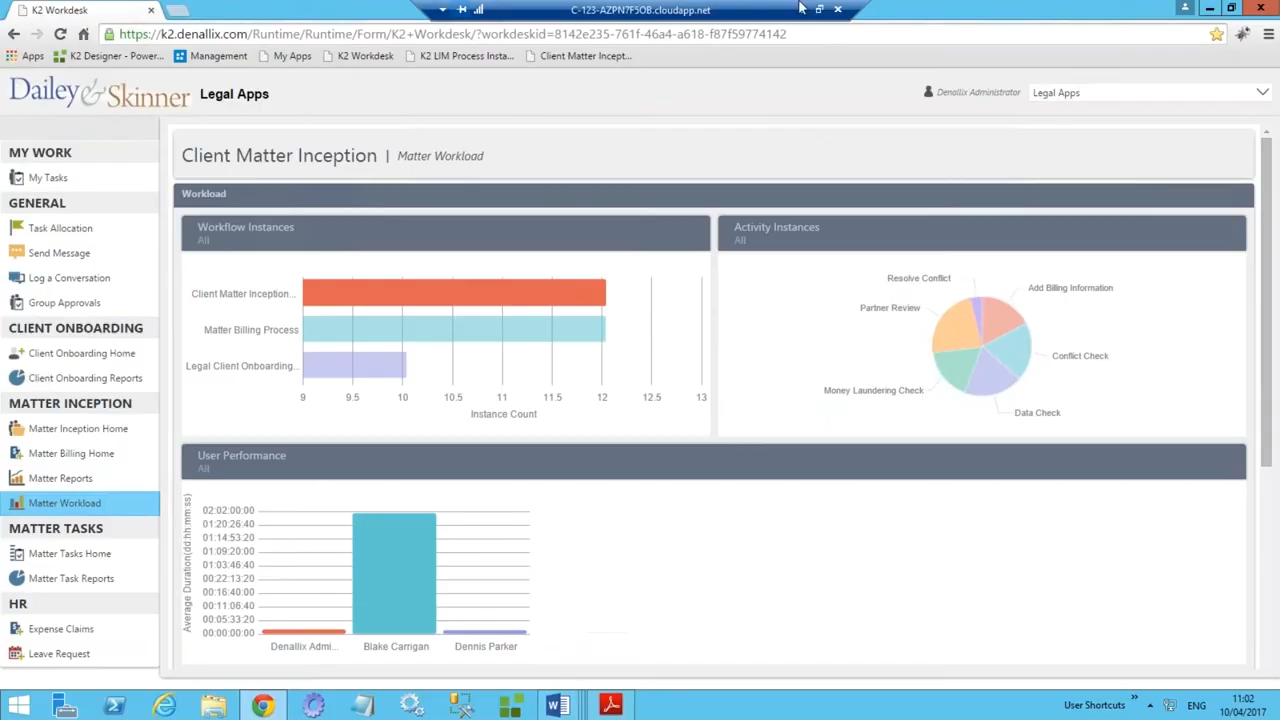 K2 Workdesk
C-123-AZPN7F5OB.cloudapp.net
https://k2.denallix.com/Runtime/Runtime/Form/K2+Workdesk/?workdeskid=8142e235-761f-46a4-a618-f87f59774142
Apps
K2 Designer - Power...
Management
My Apps
K2 Workdesk
K2 LIM Process Insta...
Client Matter Incept...
Dailey & Skinner
Legal Apps
Denallix Administrator
Legal Apps
MY WORK
My Tasks
GENERAL
Task Allocation
Send Message
Log a Conversation
Group Approvals
CLIENT ONBOARDING
Client Onboarding Home
Client Onboarding Reports
MATTER INCEPTION
Matter Inception Home
Matter Billing Home
Matter Reports
Matter Workload
MATTER TASKS
Matter Tasks Home
Matter Task Reports
HR
Expense Claims
Leave Request
Client Matter Inception | Matter Workload
Workload
Workflow Instances
All
Client Matter Inception...
Matter Billing Process
Legal Client Onboarding...
9 9.5 10 10.5 11 11.5 12 12.5 13
Instance Count
Activity Instances
All
Resolve Conflict
Add Billing Information
Partner Review
Conflict Check
Money Laundering Check
Data Check
User Performance
All
Average Duration(dd:hh:mm:ss)
02:02:00:00
01:20:26:40
01:14:53:20
01:09:20:00
01:03:46:40
00:22:13:20
00:16:40:00
00:11:06:40
00:05:33:20
00:00:00:00
Denallix Admi...
Blake Carrigan
Dennis Parker
User Shortcuts
ENG
11:02
10/04/2017